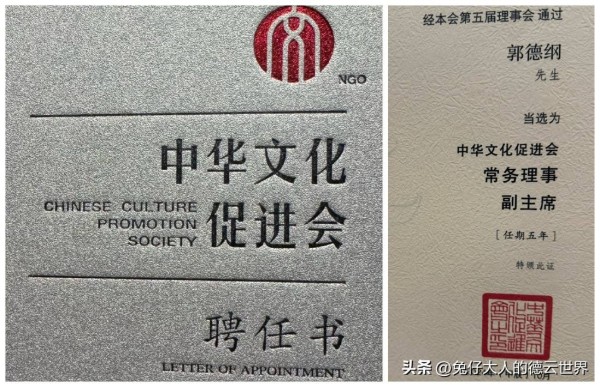 NGO
中华文化
CHINESE CULTURE
PROMOTION
SOCIETY
促进会
聘任书
LETTER OF APPOINTMENT
经本会第五届理事会通过
郭德纲
先生
当选为
中华文化促进会
常务理事
副主席
[任期五年]
特颁此证
头条 @兔仔大人的德云世界